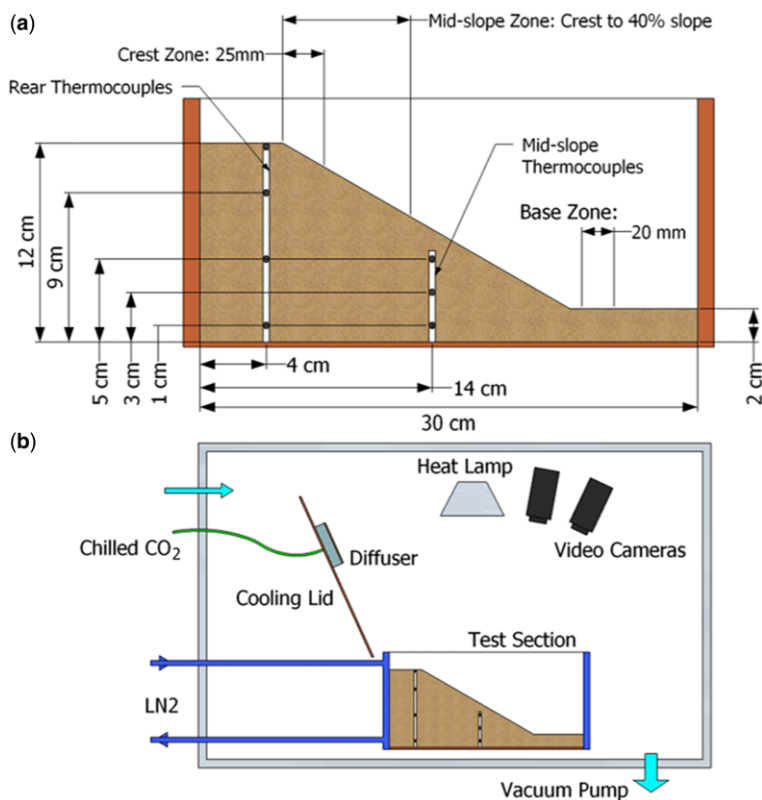 (a)
Mid-slope Zone: Crest to 40% slope
Crest Zone: 25mm
Rear Thermocouples
Mid-slope
Thermocouples
Base Zone:
20 mm
12 cm
9 cm
5 cm
3 cm
1 cm
4 cm
14 cm
30 cm
2 cm
(b)
Heat Lamp
Chilled CO₂
Diffuser
Video Cameras
Cooling Lid
Test Section
LN2
Vacuum Pump